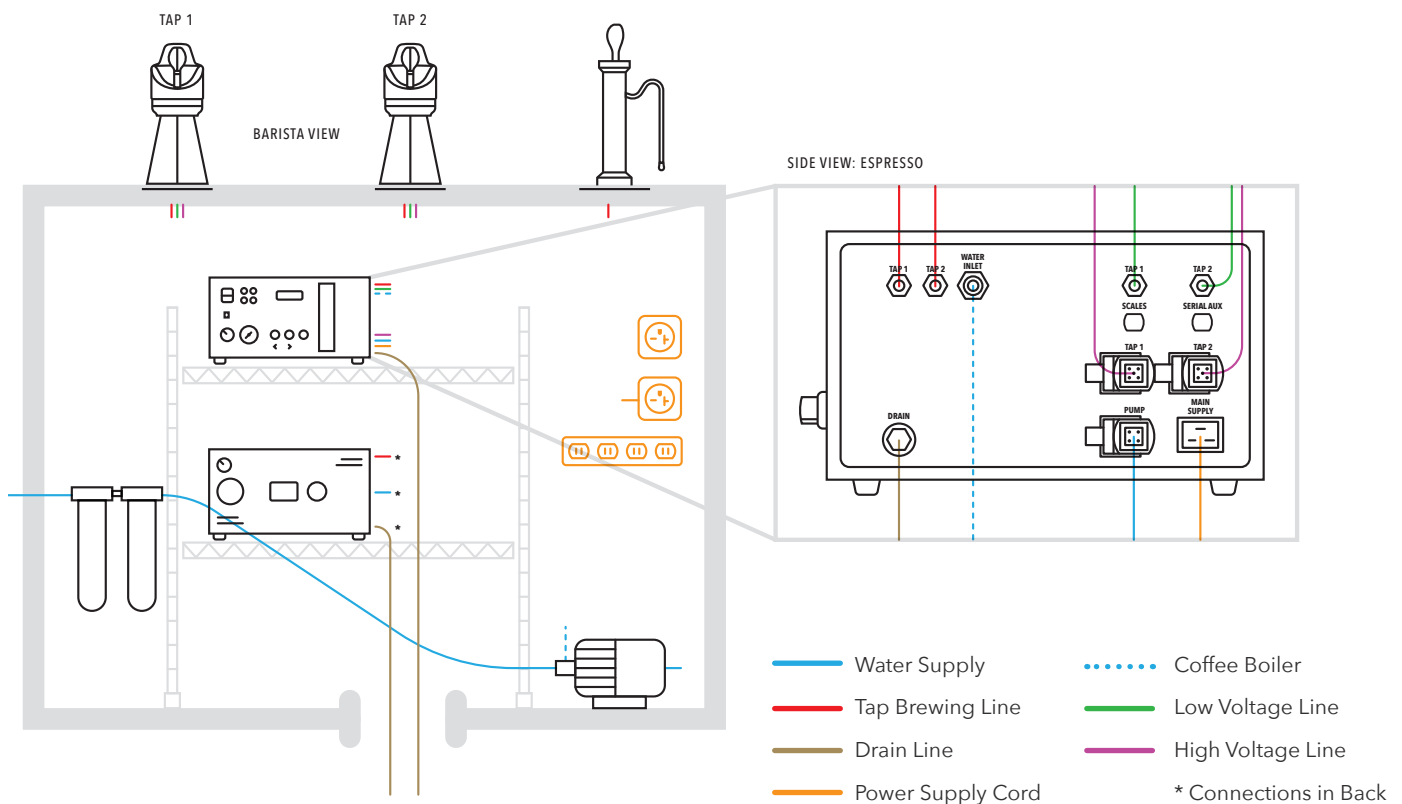 TAP 1
TAP 2
BARISTA VIEW
SIDE VIEW: ESPRESSO
TAP 1
TAP 2
WATER
INLET
TAP 1
TAP 2
SCALES
SERIAL AUX
TAP 1
TAP 2
DRAIN
PUMP
MAIN
SUPPLY
*
*
*
Water Supply
Coffee Boiler
Tap Brewing Line
Low Voltage Line
Drain Line
High Voltage Line
Power Supply Cord
* Connections in Back